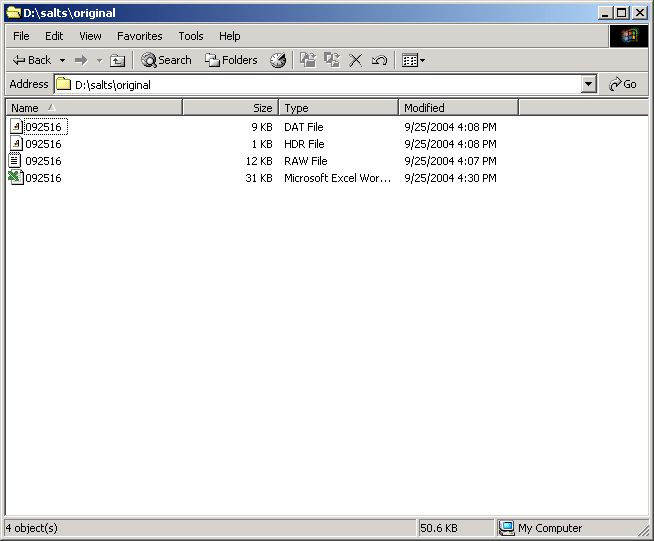 D:\salts\original
File Edit View Favorites Tools Help
Back Search Folders
Address D:\salts\original Go
Name Size Type Modified
092516 9 KB DAT File 9/25/2004 4:08 PM
092516 1 KB HDR File 9/25/2004 4:08 PM
092516 12 KB RAW File 9/25/2004 4:07 PM
092516 31 KB Microsoft Excel Wor... 9/25/2004 4:30 PM
4 object(s) 50.6 KB My Computer